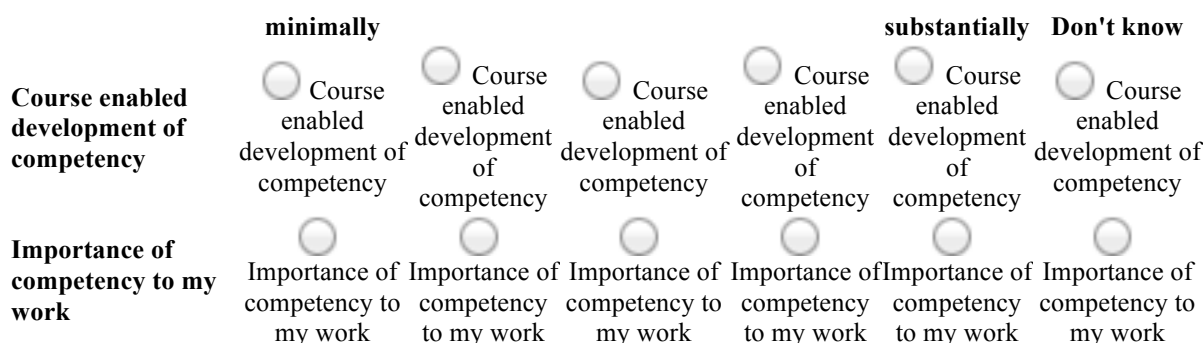 minimally substantially Don't know
Course enabled development of competency
Course enabled development of competency
Course enabled development of competency
Course enabled development of competency
Course enabled development of competency
Course enabled development of competency
Course enabled development of competency
Importance of competency to my work
Importance of competency to my work
Importance of competency to my work
Importance of competency to my work
Importance of competency to my work
Importance of competency to my work
Importance of competency to my work